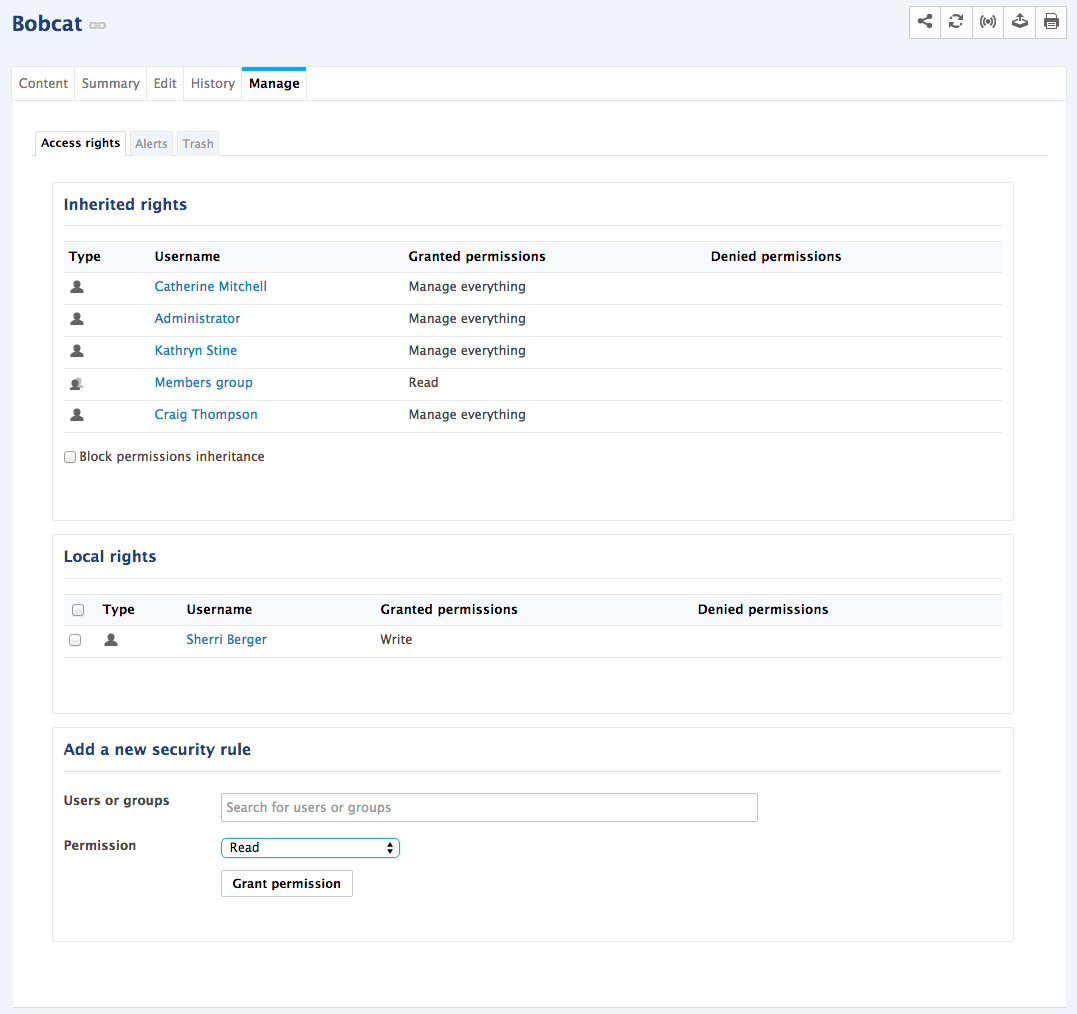 Bobcat
Content Summary Edit History Manage
Access rights Alerts Trash
Inherited rights
Type Username Granted permissions Denied permissions
Catherine Mitchell Manage everything
Administrator Manage everything
Kathryn Stine Manage everything
Members group Read
Craig Thompson Manage everything
Block permissions inheritance
Local rights
Type Username Granted permissions Denied permissions
Sherri Berger Write
Add a new security rule
Users or groups Search for users or groups
Permission Read
Grant permission